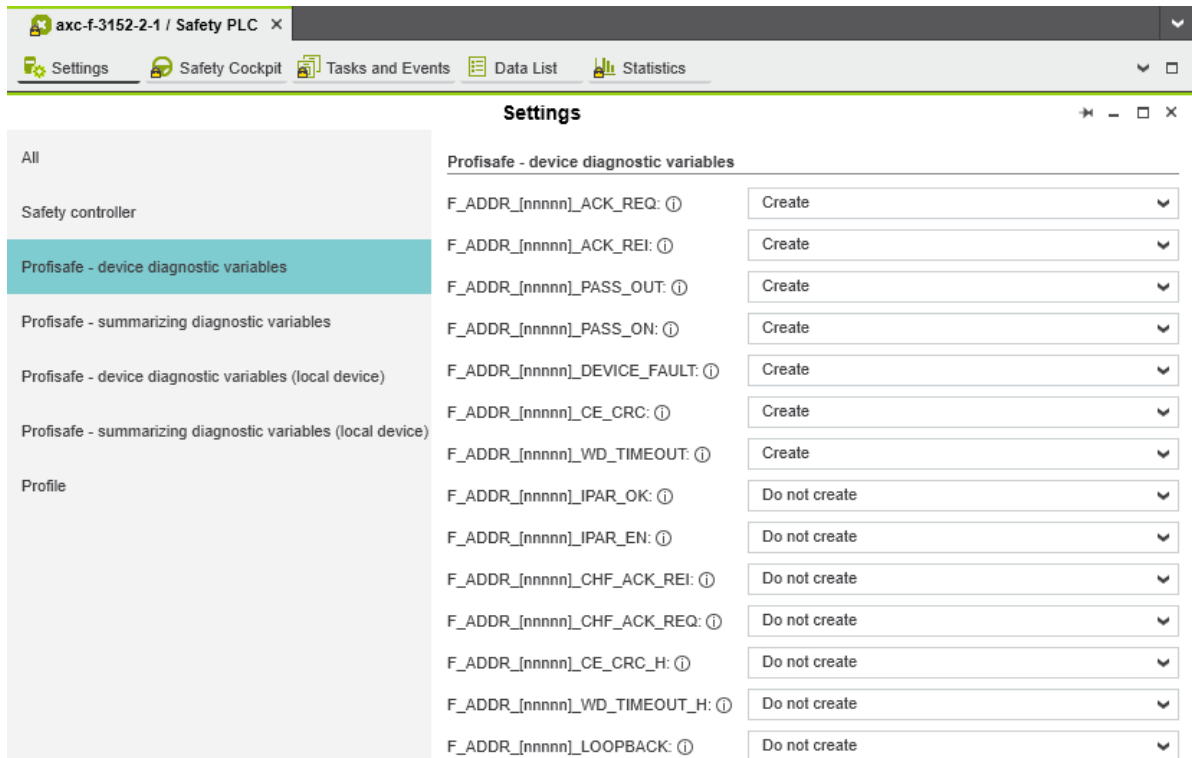 axc-f-3152-2-1 / Safety PLC
Settings Safety Cockpit Tasks and Events Data List Statistics
Settings
All
Safety controller
Profisafe - device diagnostic variables
Profisafe - summarizing diagnostic variables
Profisafe - device diagnostic variables (local device)
Profisafe - summarizing diagnostic variables (local device)
Profile
Profisafe - device diagnostic variables
F_ADDR_[nnnnn]_ACK_REQ: Create
F_ADDR_[nnnnn]_ACK_REI: Create
F_ADDR_[nnnnn]_PASS_OUT: Create
F_ADDR_[nnnnn]_PASS_ON: Create
F_ADDR_[nnnnn]_DEVICE_FAULT: Create
F_ADDR_[nnnnn]_CE_CRC: Create
F_ADDR_[nnnnn]_WD_TIMEOUT: Create
F_ADDR_[nnnnn]_IPAR_OK: Do not create
F_ADDR_[nnnnn]_IPAR_EN: Do not create
F_ADDR_[nnnnn]_CHF_ACK_REI: Do not create
F_ADDR_[nnnnn]_CHF_ACK_REQ: Do not create
F_ADDR_[nnnnn]_CE_CRC_H: Do not create
F_ADDR_[nnnnn]_WD_TIMEOUT_H: Do not create
F_ADDR_[nnnnn]_LOOPBACK: Do not create